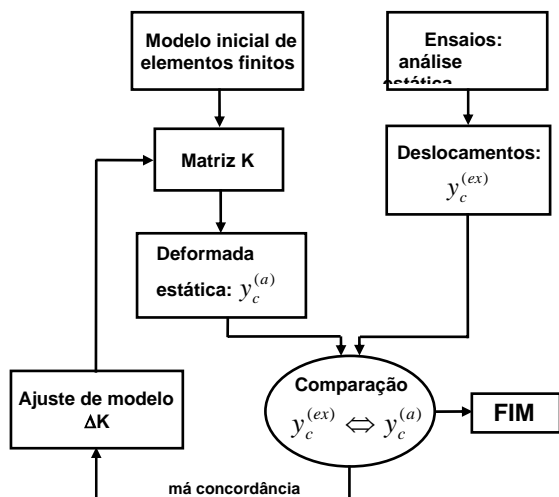 Modelo inicial de
elementos finitos
Ensaios:
análise
estática
Matriz K
Deslocamentos:
y_c^{(ex)}
Deformada
estática: y_c^{(a)}
Comparação
y_c^{(ex)} ⇔ y_c^{(a)}
FIM
Ajuste de modelo
ΔK
má concordância